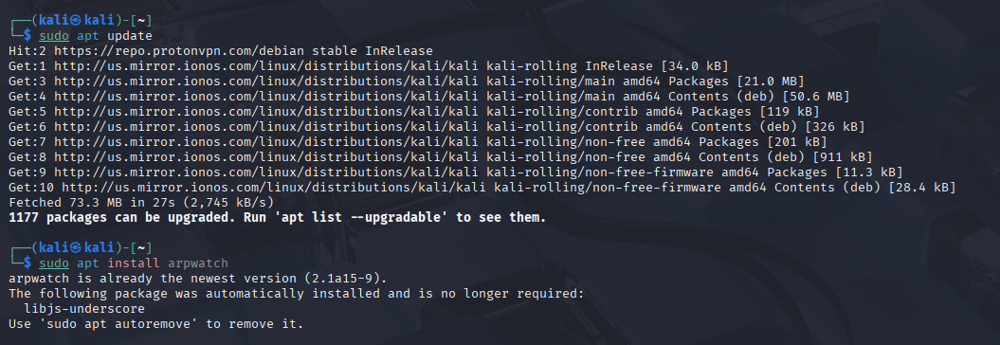 ┌──(kali㉿kali)-[~]
└─$ sudo apt update
Hit:2 https://repo.protonvpn.com/debian stable InRelease
Get:1 http://us.mirror.ionos.com/linux/distributions/kali/kali kali-rolling InRelease [34.0 kB]
Get:3 http://us.mirror.ionos.com/linux/distributions/kali/kali kali-rolling/main amd64 Packages [21.0 MB]
Get:4 http://us.mirror.ionos.com/linux/distributions/kali/kali kali-rolling/main amd64 Contents (deb) [50.6 MB]
Get:5 http://us.mirror.ionos.com/linux/distributions/kali/kali kali-rolling/contrib amd64 Packages [119 kB]
Get:6 http://us.mirror.ionos.com/linux/distributions/kali/kali kali-rolling/contrib amd64 Contents (deb) [326 kB]
Get:7 http://us.mirror.ionos.com/linux/distributions/kali/kali kali-rolling/non-free amd64 Packages [201 kB]
Get:8 http://us.mirror.ionos.com/linux/distributions/kali/kali kali-rolling/non-free amd64 Contents (deb) [911 kB]
Get:9 http://us.mirror.ionos.com/linux/distributions/kali/kali kali-rolling/non-free-firmware amd64 Packages [11.3 kB]
Get:10 http://us.mirror.ionos.com/linux/distributions/kali/kali kali-rolling/non-free-firmware amd64 Contents (deb) [28.4 kB]
Fetched 73.3 MB in 27s (2,745 kB/s)
1177 packages can be upgraded. Run 'apt list --upgradable' to see them.
┌──(kali㉿kali)-[~]
└─$ sudo apt install arpwatch
arpwatch is already the newest version (2.1a15-9).
The following package was automatically installed and is no longer required:
  libjs-underscore
Use 'sudo apt autoremove' to remove it.